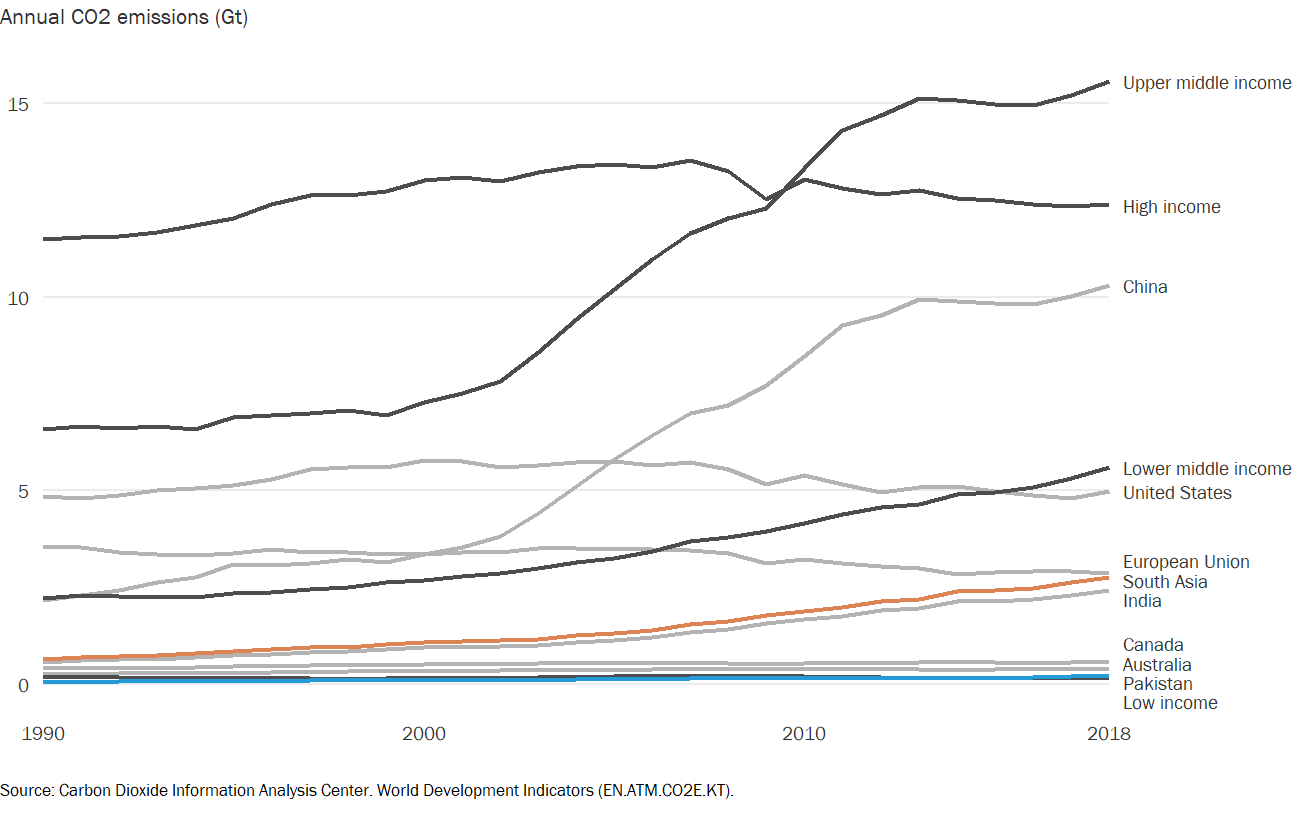 Annual CO2 emissions (Gt)
15
10
5
0
1990
2000
2010
2018
Upper middle income
High income
China
Lower middle income
United States
European Union
South Asia
India
Canada
Australia
Pakistan
Low income
Source: Carbon Dioxide Information Analysis Center. World Development Indicators (EN.ATM.CO2E.KT).